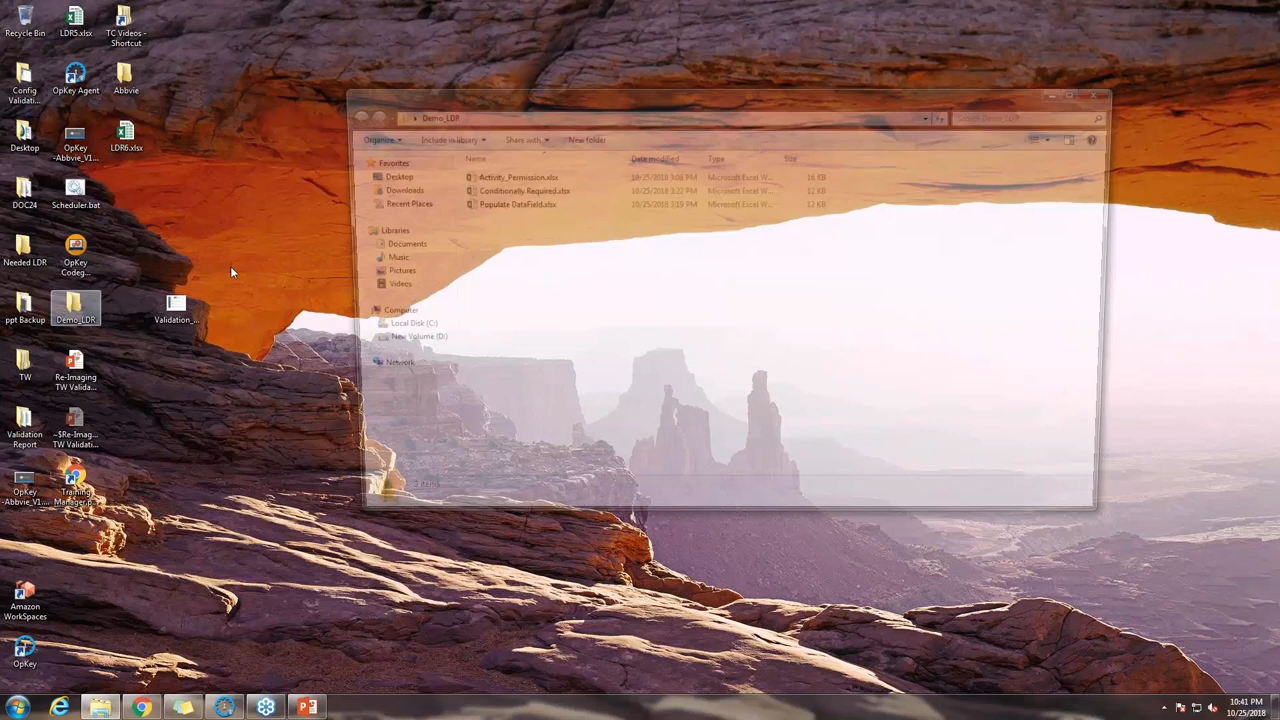 Recycle Bin
LDR5.xlsx
TC Videos -
Shortcut
Config
Validati...
OpKey Agent
Abbvie
Desktop
OpKey
-Abbvie_V1...
LDR6.xlsx
DOC24
Scheduler.bat
Needed LDR
OpKey
Codeg...
ppt Backup
Demo_LDR
Validation_...
TW
Re-Imaging
TW Valida...
Validation
Report
~$Re-Imag...
TW Validati...
OpKey
-Abbvie_V1...
Training
Manager.p...
Amazon
WorkSpaces
OpKey
Demo_LDR
Search Demo_LDR
Organize
Include in library
Share with
New folder
Name
Date modified
Type
Size
Activity_Permission.xlsx
10/25/2018 3:06 PM
Microsoft Excel W...
16 KB
Conditionally Required.xlsx
10/25/2018 3:22 PM
Microsoft Excel W...
12 KB
Populate DataField.xlsx
10/25/2018 3:19 PM
Microsoft Excel W...
12 KB
Favorites
Desktop
Downloads
Recent Places
Libraries
Documents
Music
Pictures
Videos
Computer
Local Disk (C:)
New Volume (D:)
Network
3 items
10:41 PM
10/25/2018